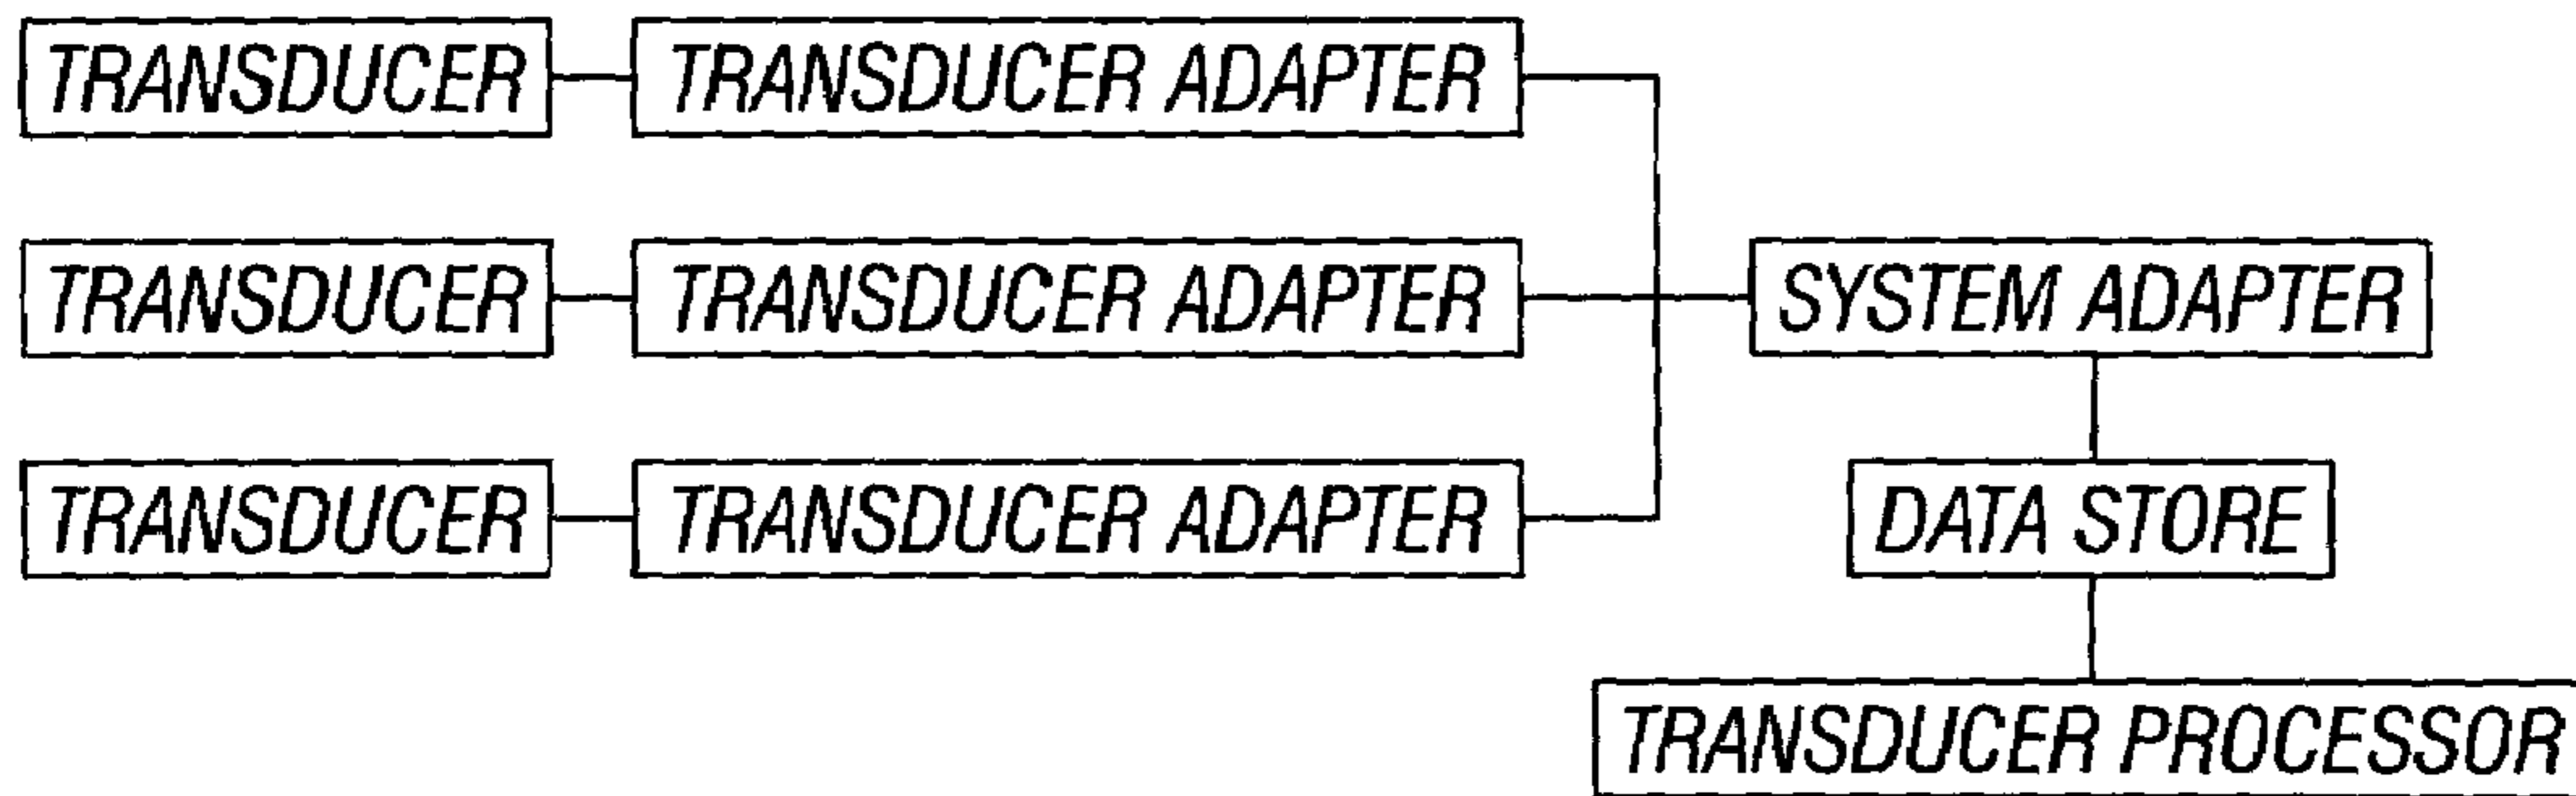 TRANSDUCER TRANSDUCER ADAPTER
TRANSDUCER TRANSDUCER ADAPTER SYSTEM ADAPTER
TRANSDUCER TRANSDUCER ADAPTER DATA STORE
TRANSDUCER PROCESSOR